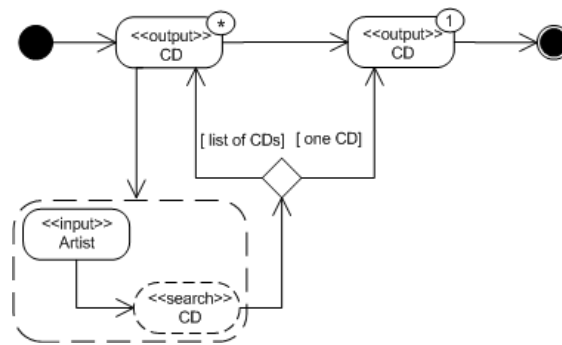 <<output>>
CD
*
<<output>>
CD
1
[ list of CDs] [ one CD]
<<input>>
Artist
<<search>>
CD